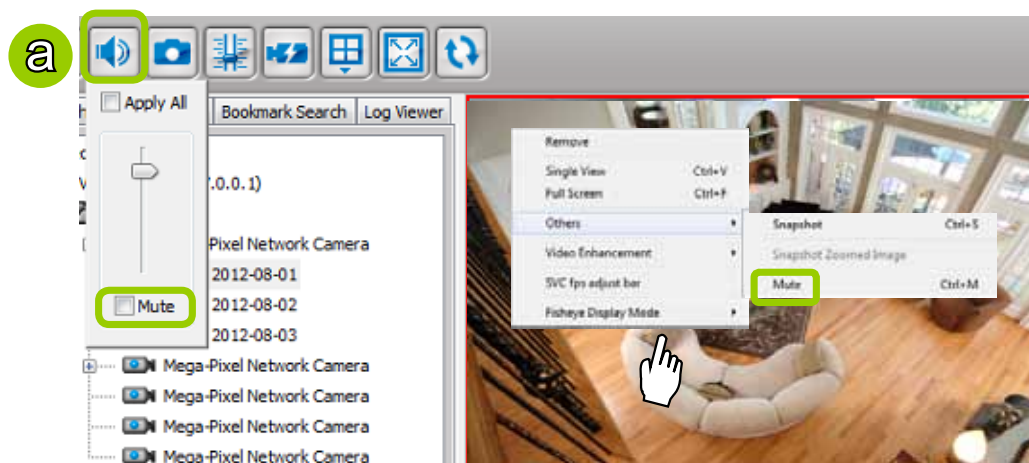 a
Apply All
Bookmark Search
Log Viewer
.0.0.1)
Pixel Network Camera
2012-08-01
Mute
2012-08-02
2012-08-03
Mega-Pixel Network Camera
Mega-Pixel Network Camera
Mega-Pixel Network Camera
Mega-Pixel Network Camera
Remove
Single View Ctrl+V
Full Screen Ctrl+F
Others
Video Enhancement
SVC fps adjust bar
Fisheye Display Mode
Snapshot Ctrl+S
Snapshot Zoomed Image
Mute Ctrl+M